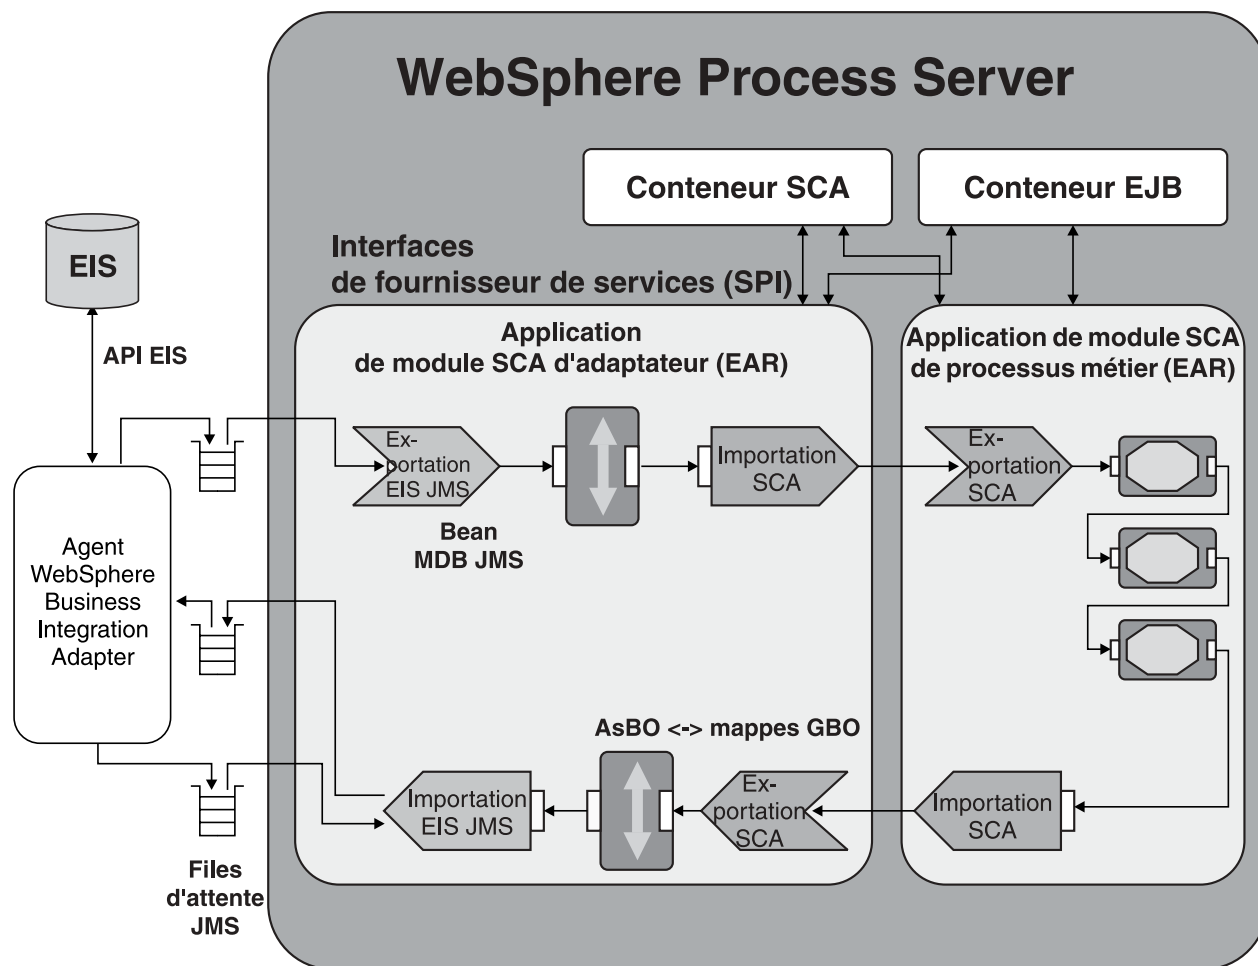 WebSphere Process Server
Conteneur SCA
Conteneur EJB
EIS
Interfaces
de fournisseur de services (SPI)
API EIS
Application
de module SCA d'adaptateur (EAR)
Application de module SCA
de processus métier (EAR)
Ex-
portation
EIS JMS
Importation
SCA
Ex-
portation
SCA
Bean
MDB JMS
Agent
WebSphere
Business
Integration
Adapter
AsBO <-> mappes GBO
Importation
EIS JMS
Ex-
portation
SCA
Importation
SCA
Files
d'attente
JMS